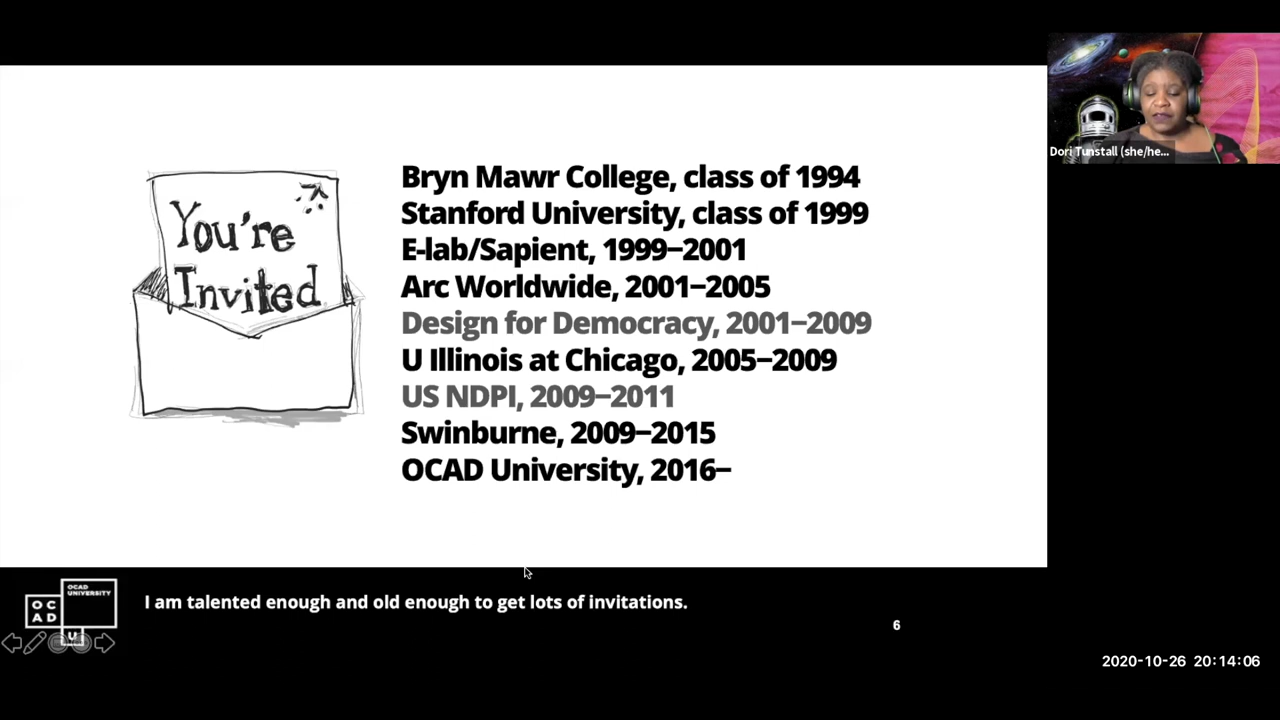 You're
Invited
Bryn Mawr College, class of 1994
Stanford University, class of 1999
E-lab/Sapient, 1999–2001
Arc Worldwide, 2001–2005
Design for Democracy, 2001–2009
U Illinois at Chicago, 2005–2009
US NDPI, 2009–2011
Swinburne, 2009–2015
OCAD University, 2016–
Dori Tunstall (she/he...
OCAD
UNIVERSITY
OC
AD
U
I am talented enough and old enough to get lots of invitations.
6
2020-10-26 20:14:06